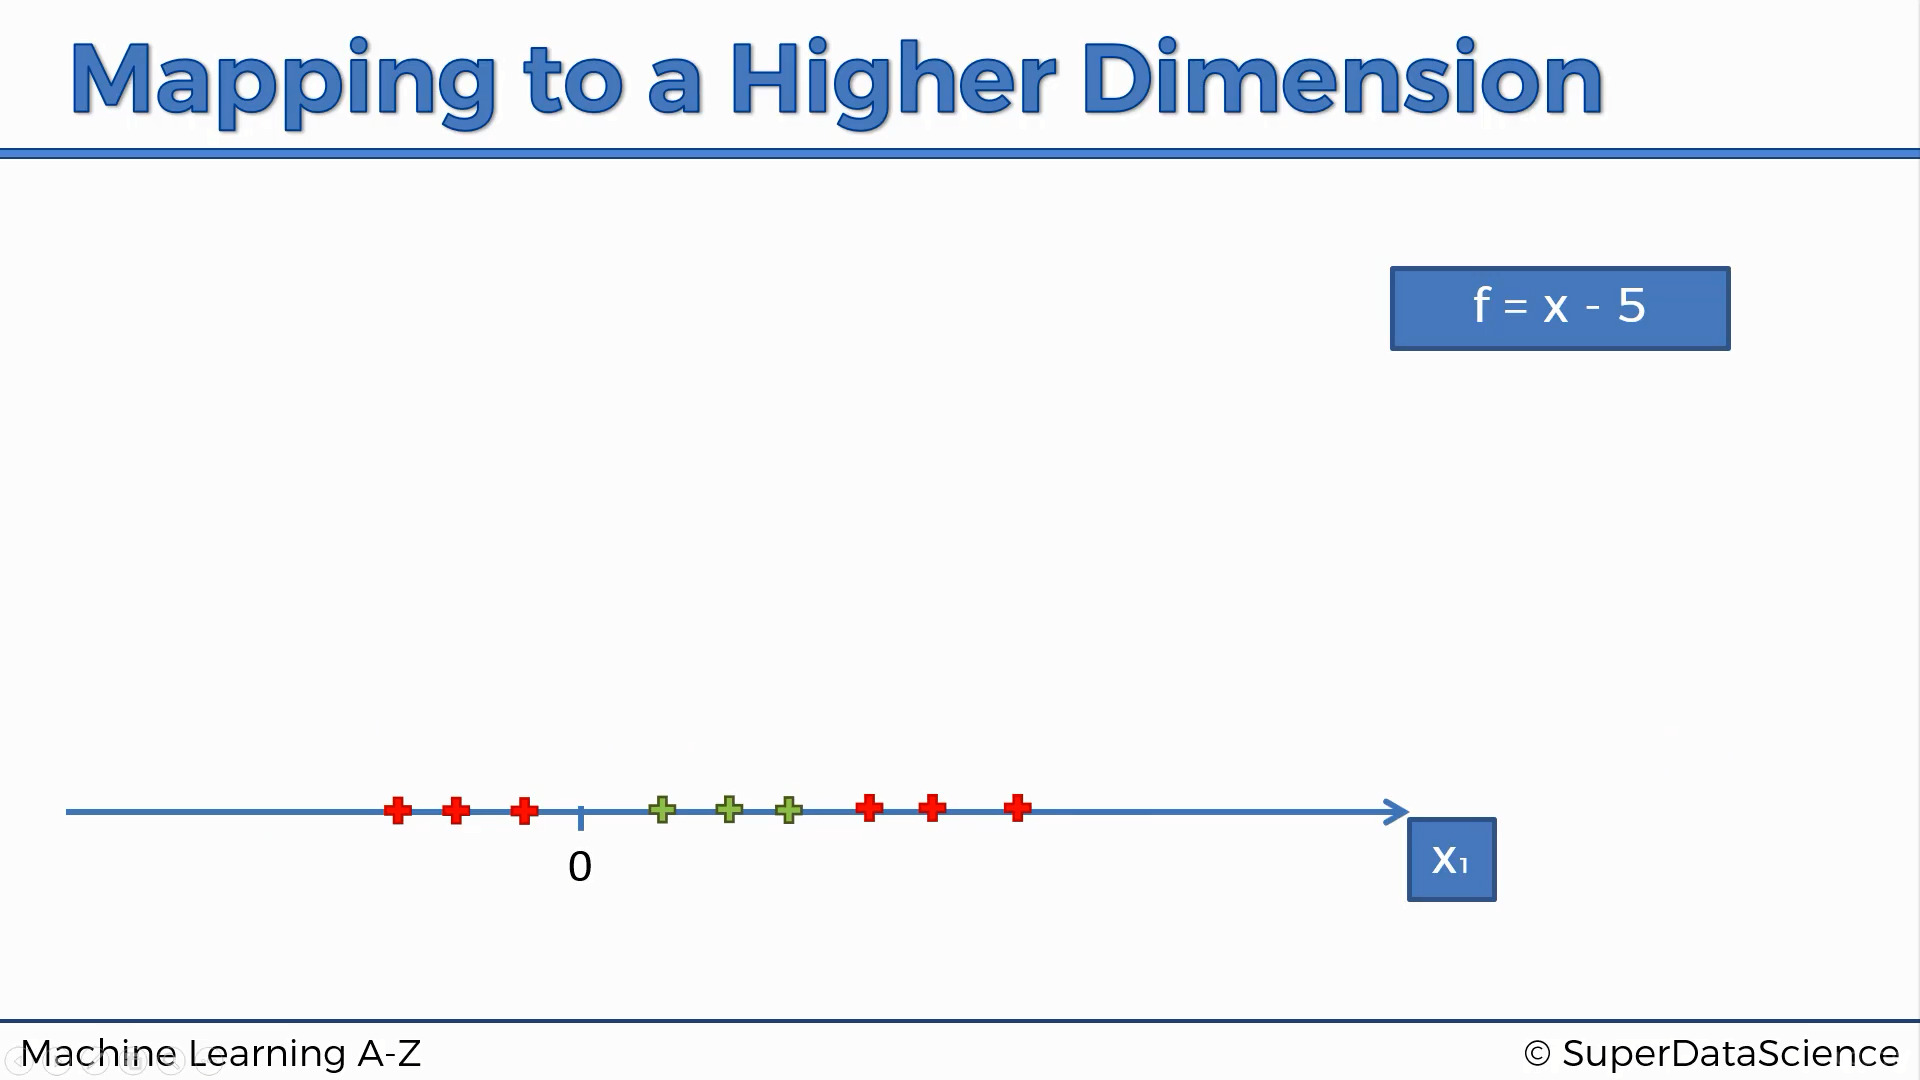 Mapping to a Higher Dimension
f = x - 5
0
x₁
Machine Learning A-Z
© SuperDataScience